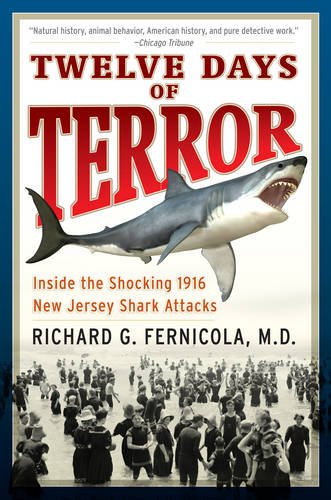 "Natural history, animal behavior, American history, and pure detective work."
—Chicago Tribune
TWELVE DAYS
OF
TERROR
Inside the Shocking 1916
New Jersey Shark Attacks
RICHARD G. FERNICOLA, M.D.